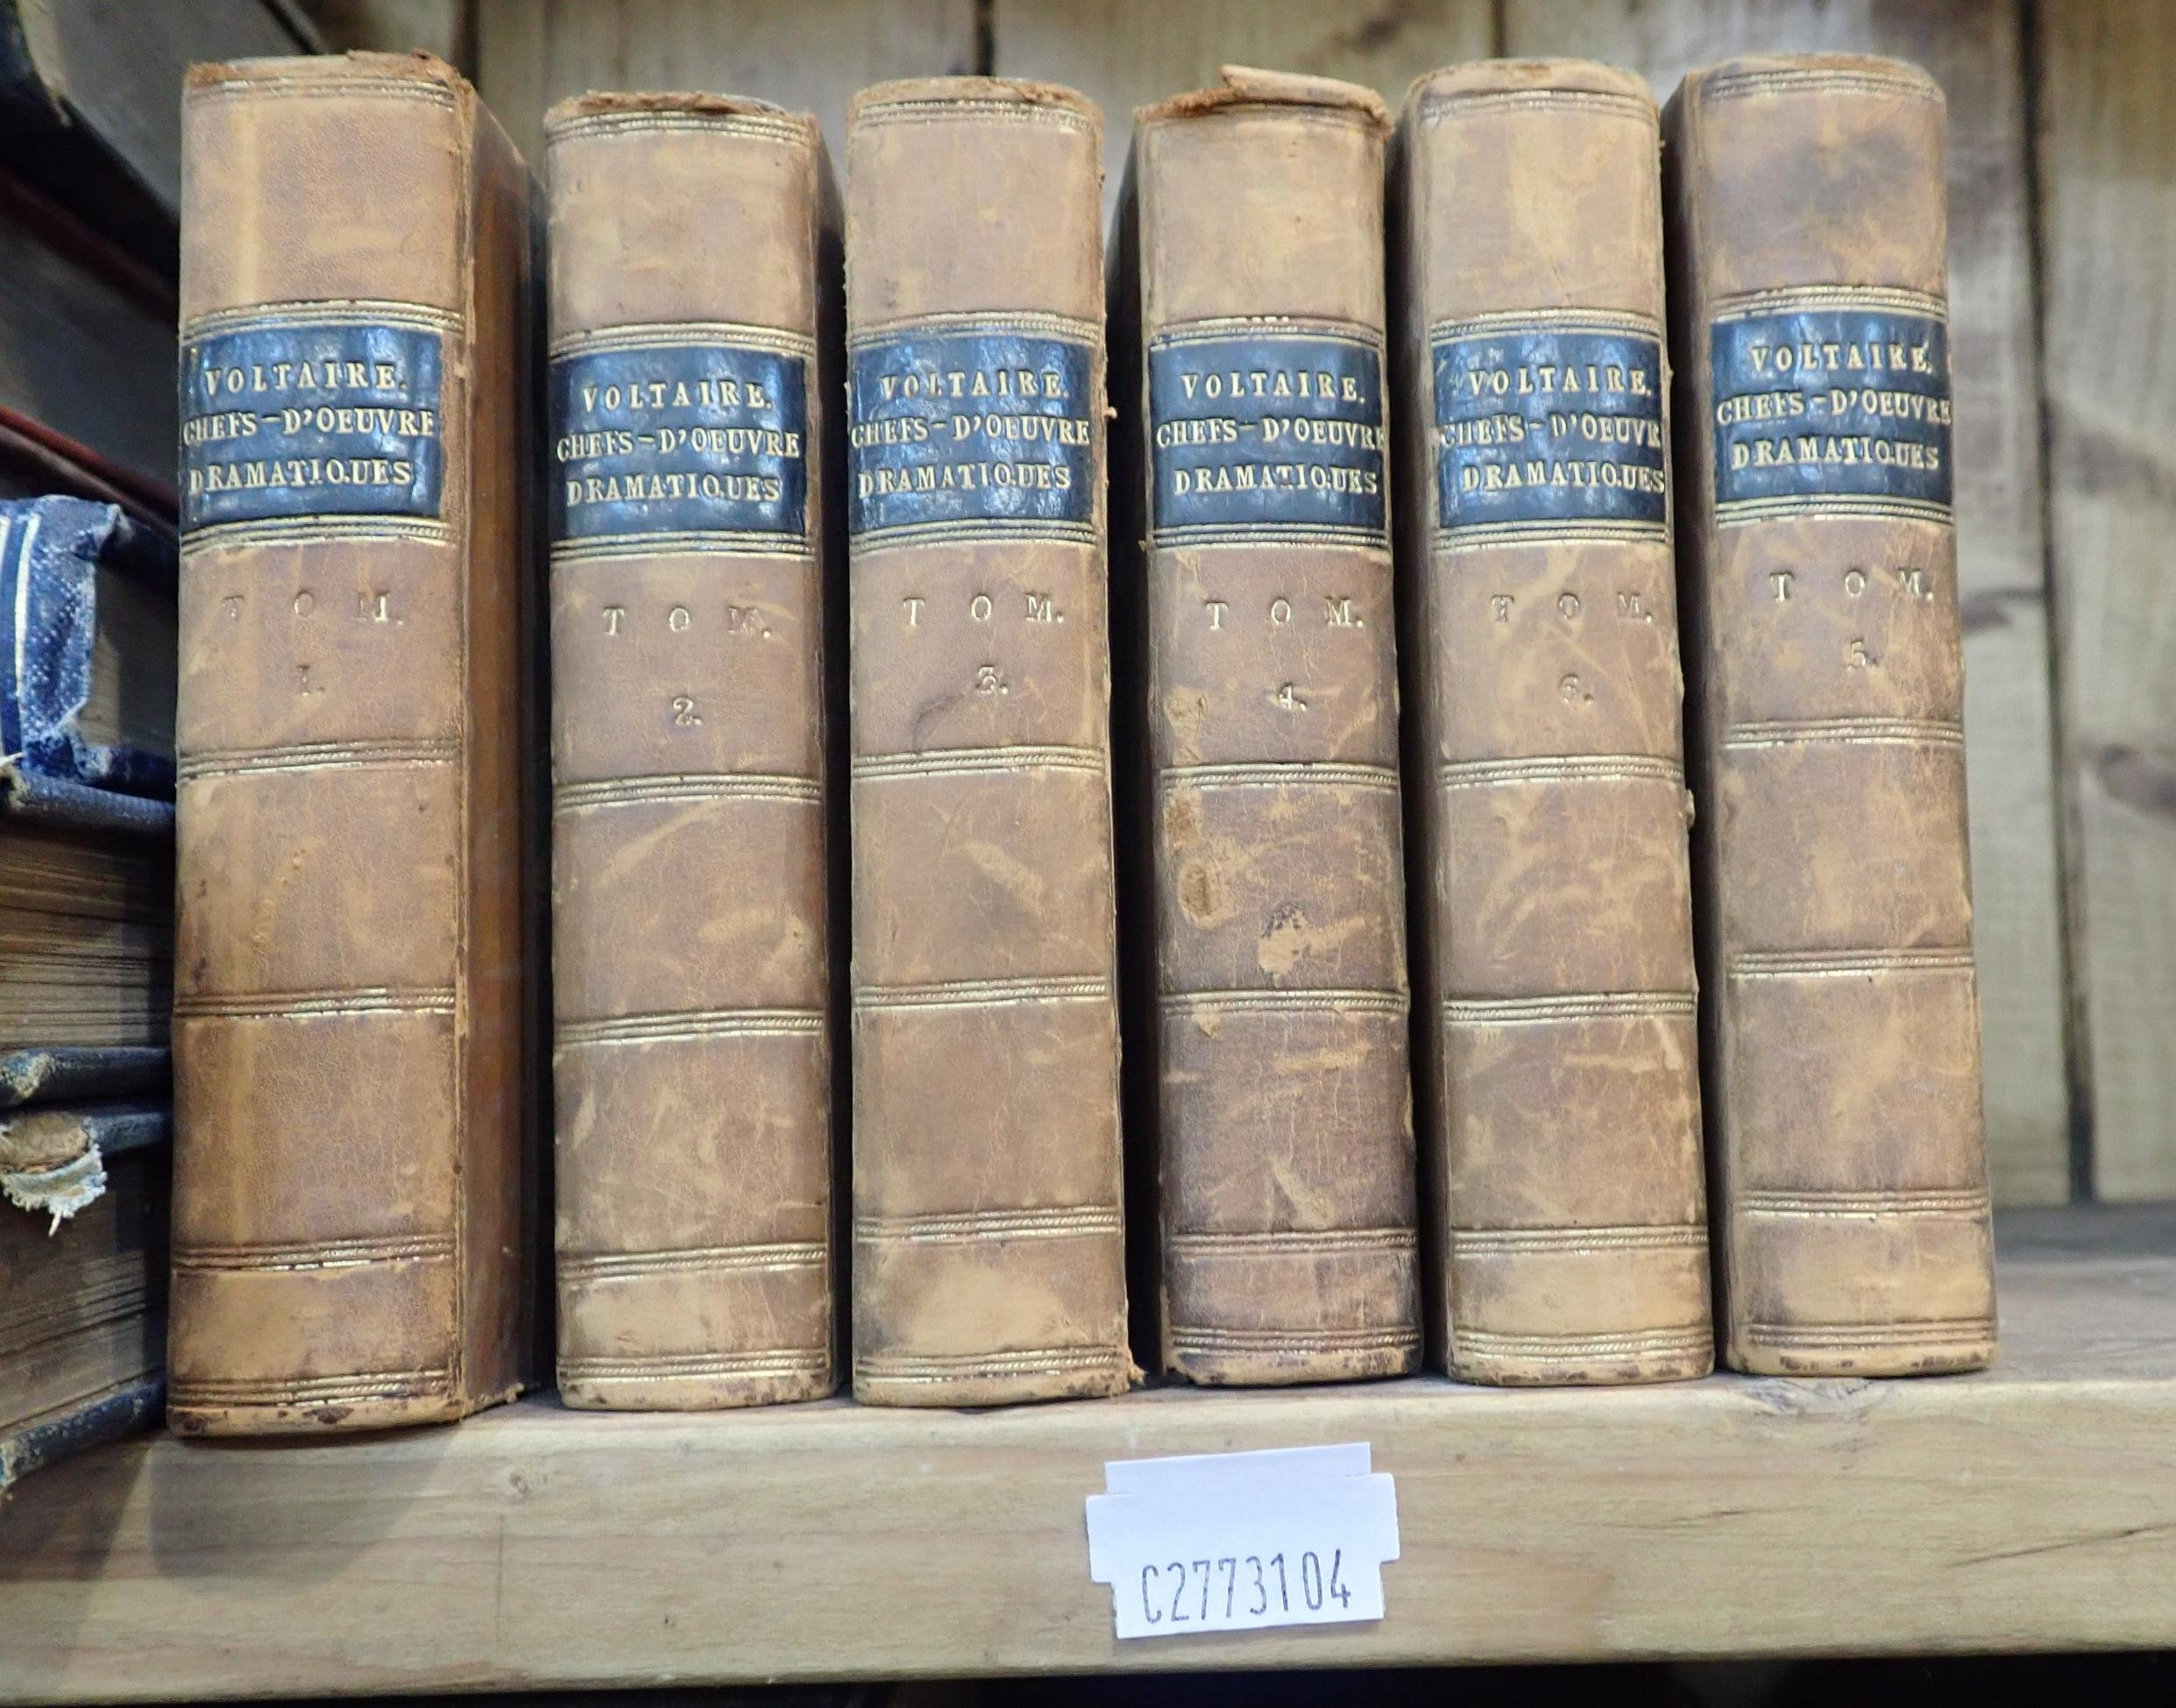 VOLTAIRE.
CHEFS-D'OEUVRE
DRAMATIQUES
TOM.
1.
VOLTAIRE.
CHEFS-D'OEUVRE
DRAMATIQUES
TOM.
2.
VOLTAIRE.
CHEFS-D'OEUVRE
DRAMATIQUES
TOM.
3.
VOLTAIRE.
CHEFS-D'OEUVRE
DRAMATIQUES
TOM.
4.
VOLTAIRE.
CHEFS-D'OEUVRE
DRAMATIQUES
TOM.
6.
VOLTAIRE.
CHEFS-D'OEUVRE
DRAMATIQUES
TOM.
5.
C2773104